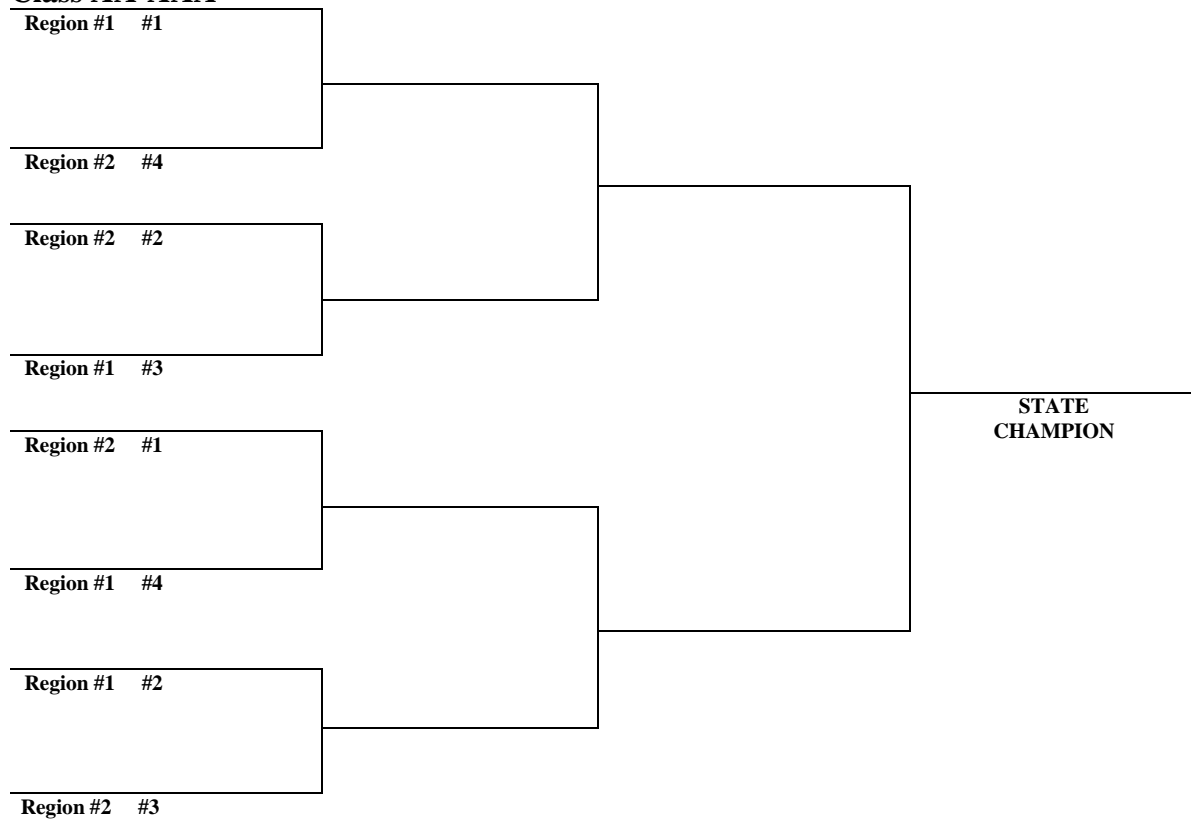 Region #1 #1
Region #2 #4
Region #2 #2
Region #1 #3
STATE
CHAMPION
Region #2 #1
Region #1 #4
Region #1 #2
Region #2 #3